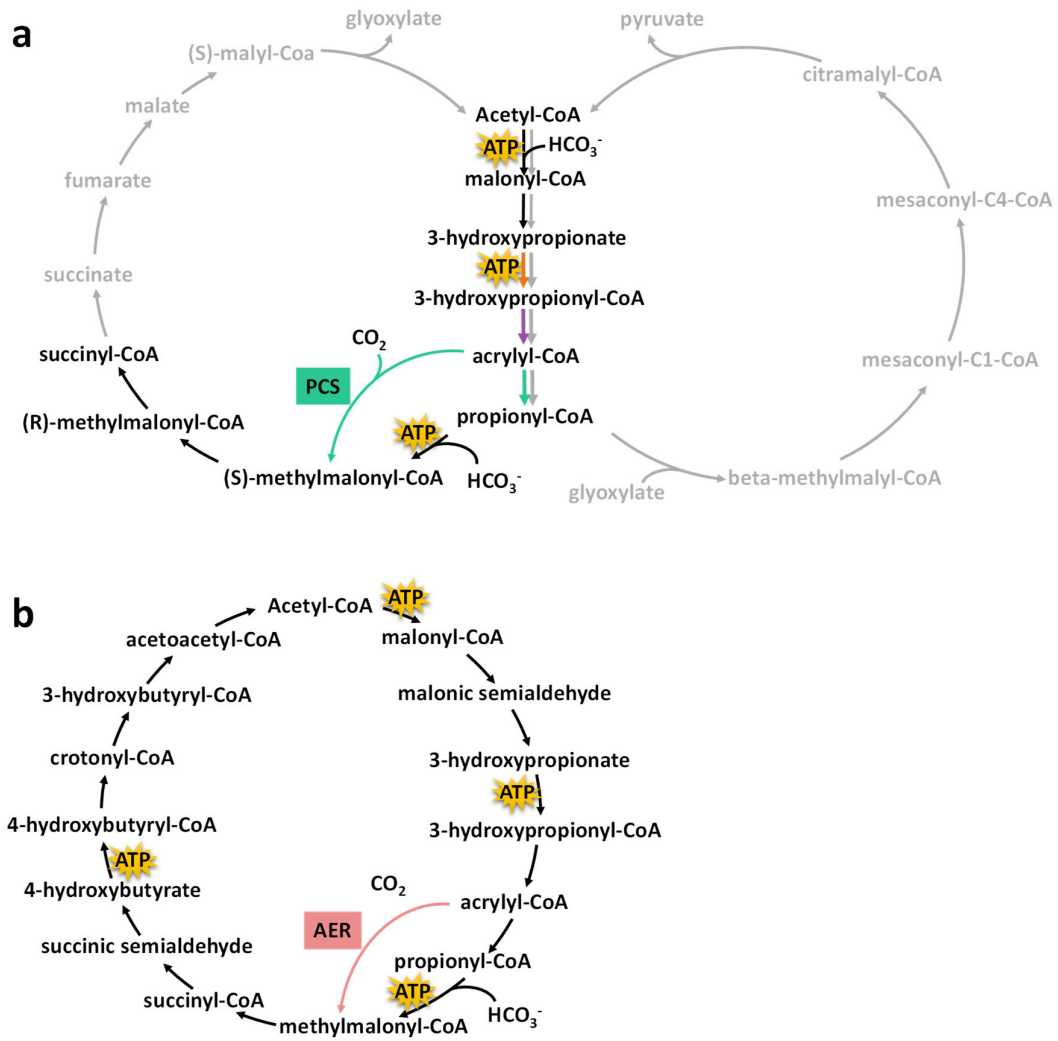 a
glyoxylate
pyruvate
(S)-malyl-Coa
citramalyl-CoA
malate
Acetyl-CoA
ATP
HCO3-
malonyl-CoA
fumarate
mesaconyl-C4-CoA
3-hydroxypropionate
ATP
succinate
3-hydroxypropionyl-CoA
CO2
succinyl-CoA
acrylyl-CoA
mesaconyl-C1-CoA
PCS
propionyl-CoA
(R)-methylmalonyl-CoA
ATP
(S)-methylmalonyl-CoA
HCO3-
glyoxylate
beta-methylmalyl-CoA
b
Acetyl-CoA
ATP
acetoacetyl-CoA
malonyl-CoA
3-hydroxybutyryl-CoA
malonic semialdehyde
crotonyl-CoA
3-hydroxypropionate
ATP
4-hydroxybutyryl-CoA
3-hydroxypropionyl-CoA
ATP
4-hydroxybutyrate
CO2
acrylyl-CoA
AER
succinic semialdehyde
propionyl-CoA
ATP
succinyl-CoA
HCO3-
methylmalonyl-CoA